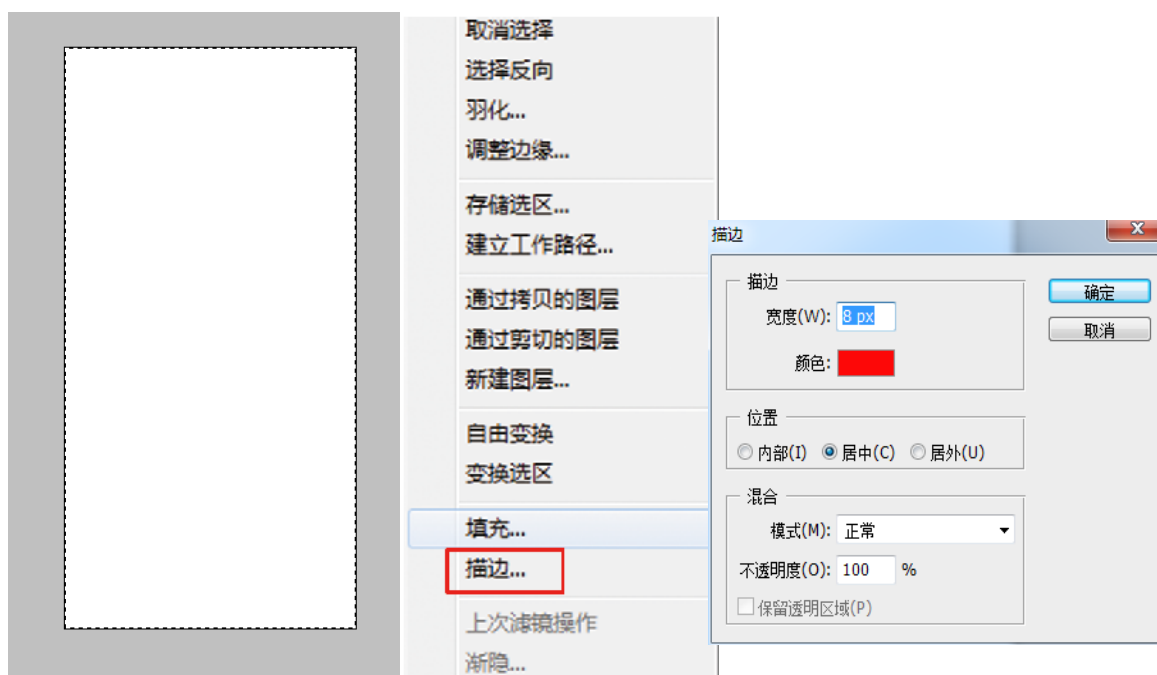 取消选择
选择反向
羽化...
调整边缘...
存储选区...
建立工作路径...
通过拷贝的图层
通过剪切的图层
新建图层...
自由变换
变换选区
填充...
描边...
上次滤镜操作
渐隐...
描边
描边
宽度(W): 8 px
颜色:
确定
取消
位置
内部(I) 居中(C) 居外(U)
混合
模式(M): 正常
不透明度(O): 100 %
保留透明区域(P)